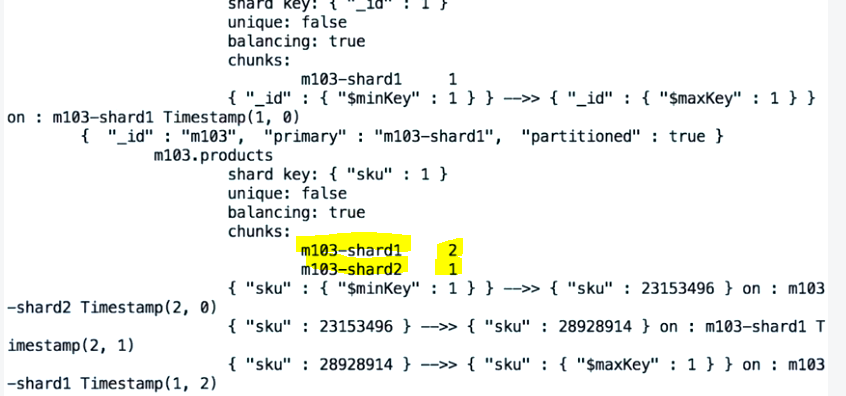 shard key: { "_id" : 1 }
unique: false
balancing: true
chunks:
m103-shard1 1
{ "_id" : { "$minKey" : 1 } } -->> { "_id" : { "$maxKey" : 1 } }
on : m103-shard1 Timestamp(1, 0)
{ "_id" : "m103", "primary" : "m103-shard1", "partitioned" : true }
m103.products
shard key: { "sku" : 1 }
unique: false
balancing: true
chunks:
m103-shard1 2
m103-shard2 1
{ "sku" : { "$minKey" : 1 } } -->> { "sku" : 23153496 } on : m103
-shard2 Timestamp(2, 0)
{ "sku" : 23153496 } -->> { "sku" : 28928914 } on : m103-shard1 T
imestamp(2, 1)
{ "sku" : 28928914 } -->> { "sku" : { "$maxKey" : 1 } } on : m103
-shard1 Timestamp(1, 2)